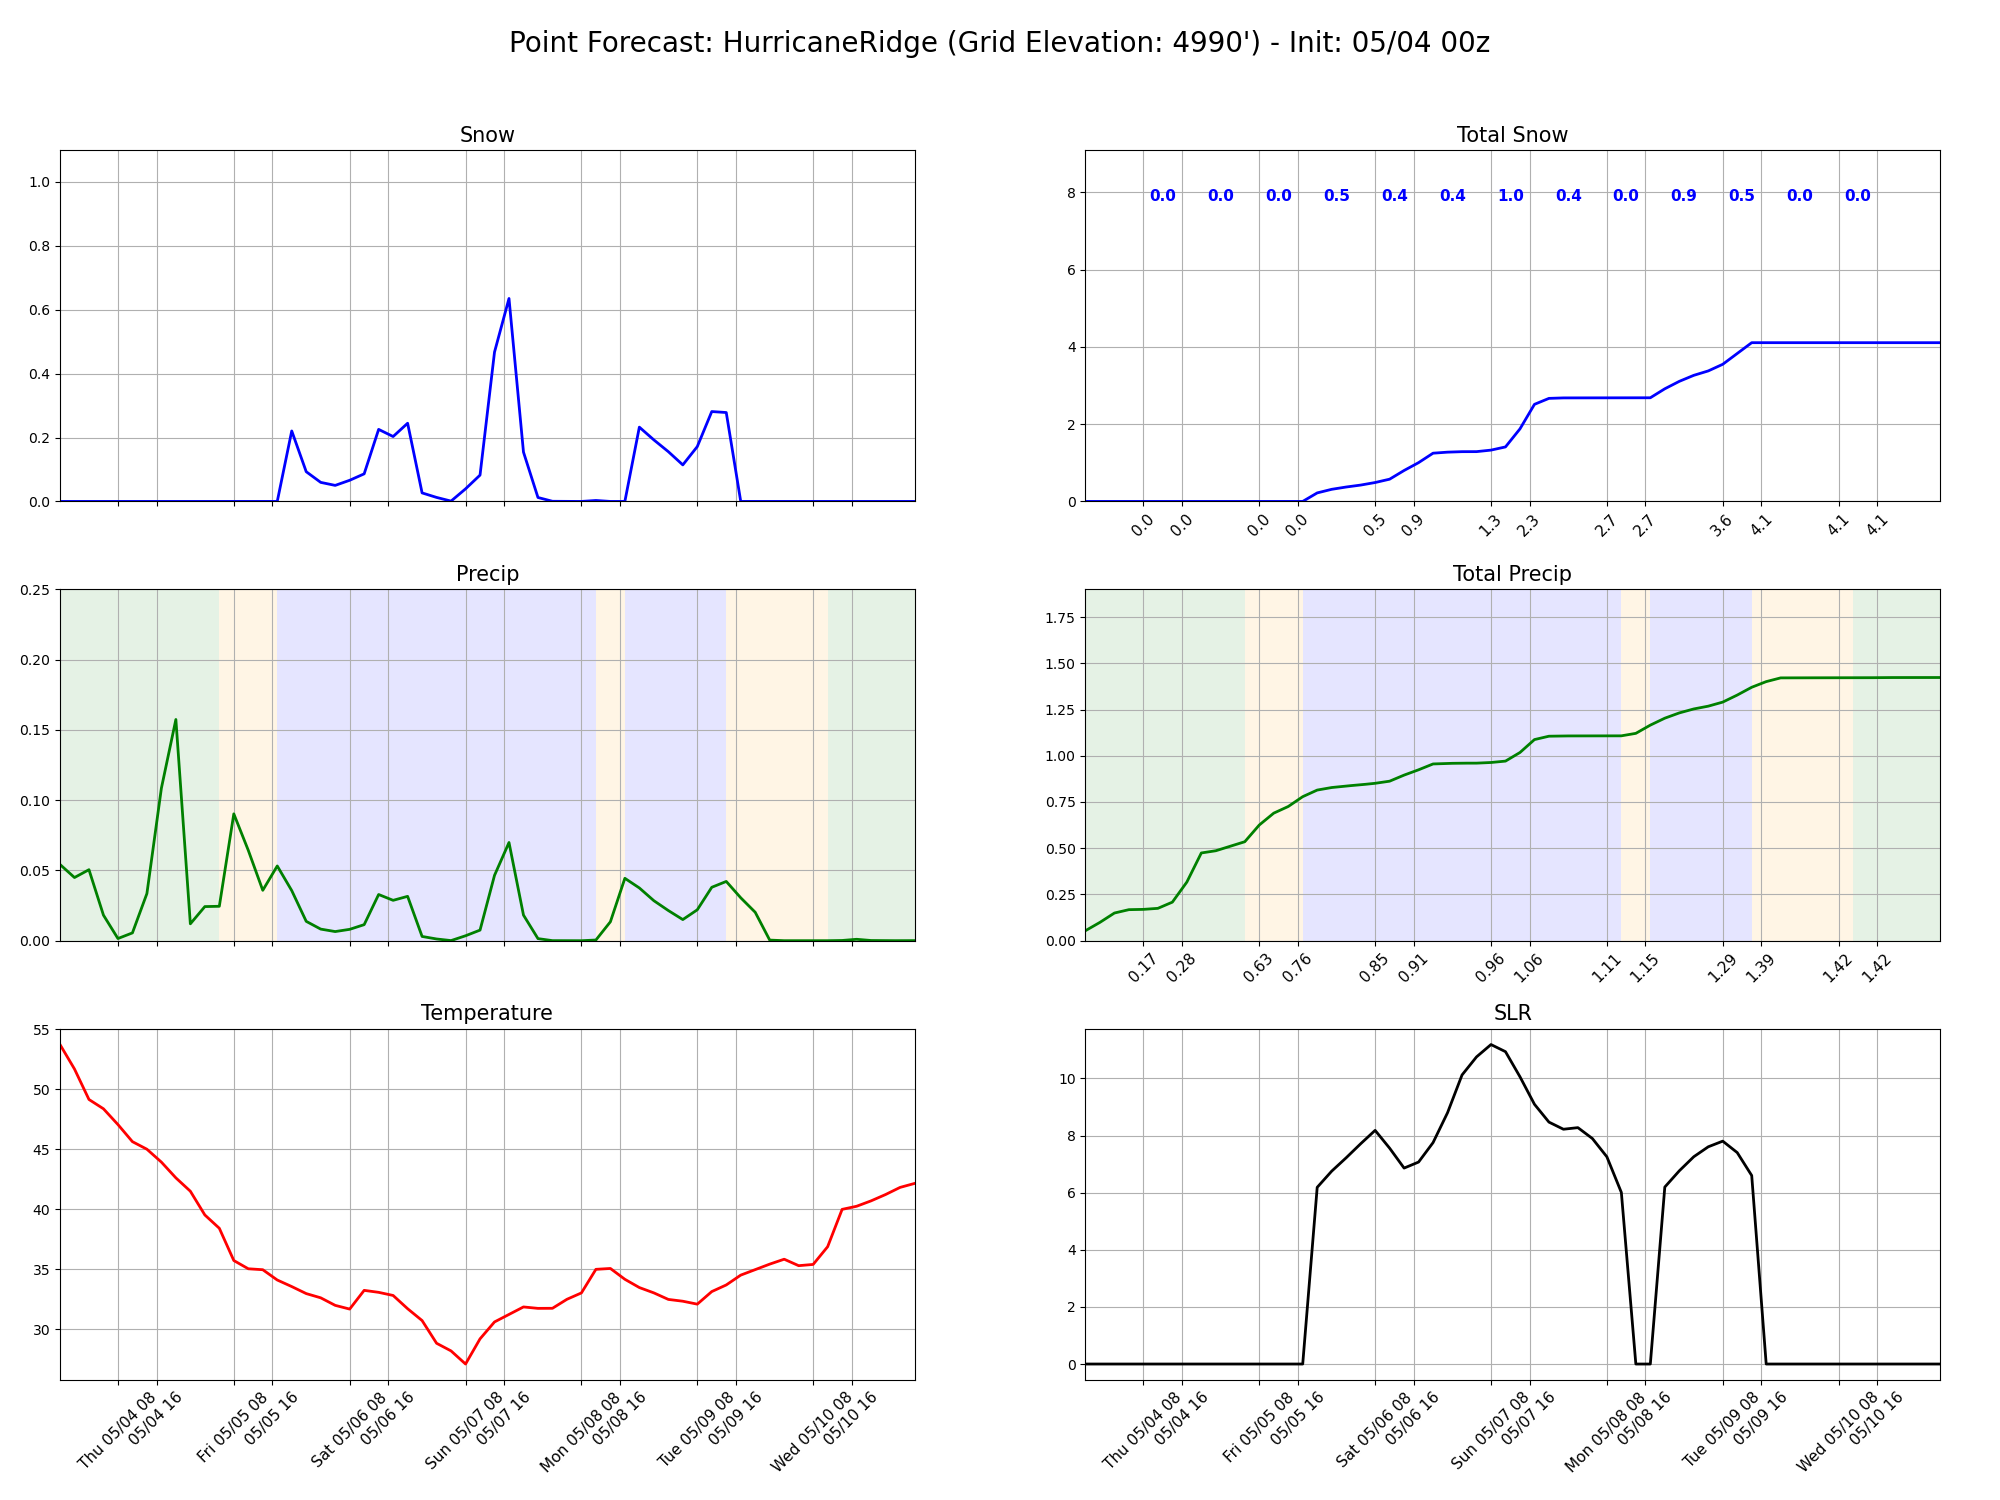 Point Forecast: HurricaneRidge (Grid Elevation: 4990') - Init: 05/04 00z
Snow
1.0
0.8
0.6
0.4
0.2
0.0
Total Snow
8
6
4
2
0
0.0 0.0 0.0 0.5 0.4 0.4 1.0 0.4 0.0 0.9 0.5 0.0 0.0
0.0 0.0 0.0 0.0 0.5 0.9 1.3 2.3 2.7 2.7 3.6 4.1 4.1 4.1
Precip
0.25
0.20
0.15
0.10
0.05
0.00
Total Precip
1.75
1.50
1.25
1.00
0.75
0.50
0.25
0.00
0.17 0.28 0.63 0.76 0.85 0.91 0.96 1.06 1.11 1.15 1.29 1.39 1.42 1.42
Temperature
55
50
45
40
35
30
Thu 05/04 08
05/04 16
Fri 05/05 08
05/05 16
Sat 05/06 08
05/06 16
Sun 05/07 08
05/07 16
Mon 05/08 08
05/08 16
Tue 05/09 08
05/09 16
Wed 05/10 08
05/10 16
SLR
10
8
6
4
2
0
Thu 05/04 08
05/04 16
Fri 05/05 08
05/05 16
Sat 05/06 08
05/06 16
Sun 05/07 08
05/07 16
Mon 05/08 08
05/08 16
Tue 05/09 08
05/09 16
Wed 05/10 08
05/10 16